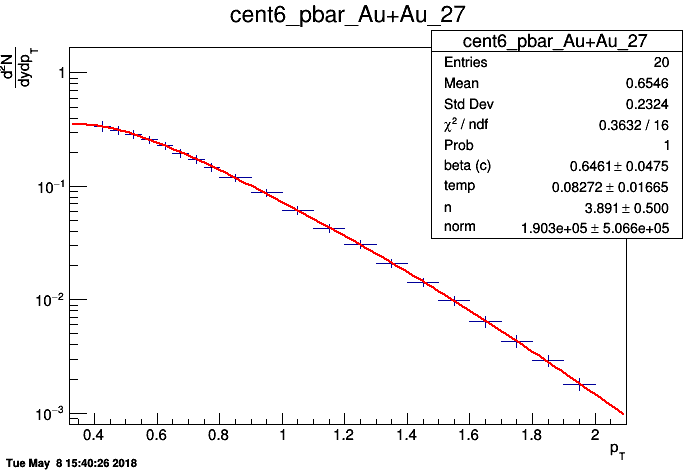 cent6_pbar_Au+Au_27
d²N
dydp_T
cent6_pbar_Au+Au_27
Entries 20
Mean 0.6546
Std Dev 0.2324
χ² / ndf 0.3632 / 16
Prob 1
beta (c) 0.6461 ± 0.0475
temp 0.08272 ± 0.01665
n 3.891 ± 0.500
norm 1.903e+05 ± 5.066e+05
1
10⁻¹
10⁻²
10⁻³
0.4 0.6 0.8 1 1.2 1.4 1.6 1.8 2
p_T
Tue May 8 15:40:26 2018